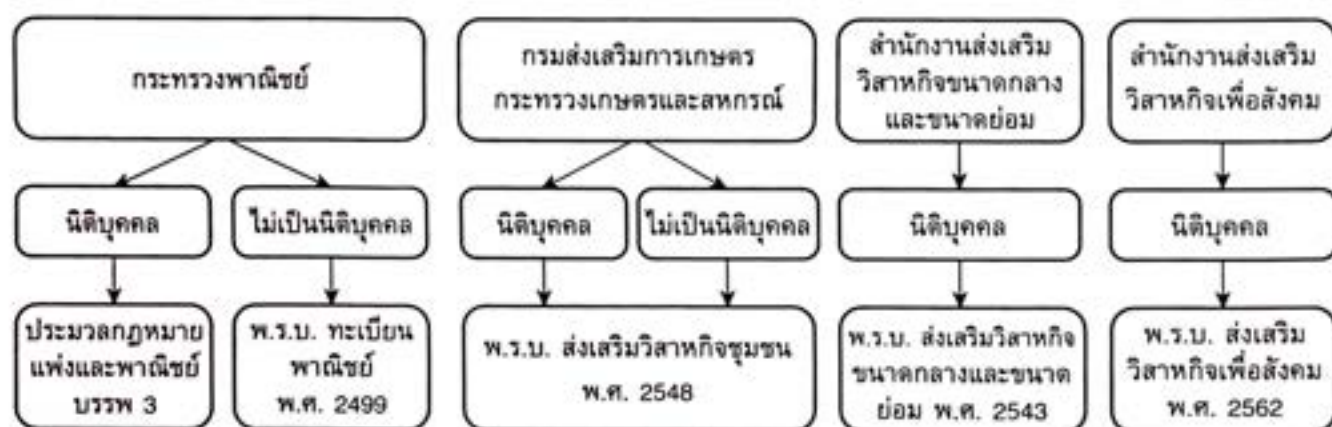 กระทรวงพาณิชย์
กรมส่งเสริมการเกษตร
กระทรวงเกษตรและสหกรณ์
สำนักงานส่งเสริม
วิสาหกิจขนาดกลาง
และขนาดย่อม
สำนักงานส่งเสริม
วิสาหกิจเพื่อสังคม
นิติบุคคล
ไม่เป็นนิติบุคคล
นิติบุคคล
ไม่เป็นนิติบุคคล
นิติบุคคล
นิติบุคคล
ประมวลกฎหมาย
แพ่งและพาณิชย์
บรรพ 3
พ.ร.บ. ทะเบียน
พาณิชย์
พ.ศ. 2499
พ.ร.บ. ส่งเสริมวิสาหกิจชุมชน
พ.ศ. 2548
พ.ร.บ. ส่งเสริมวิสาหกิจ
ขนาดกลางและขนาด
ย่อม พ.ศ. 2543
พ.ร.บ. ส่งเสริม
วิสาหกิจเพื่อสังคม
พ.ศ. 2562